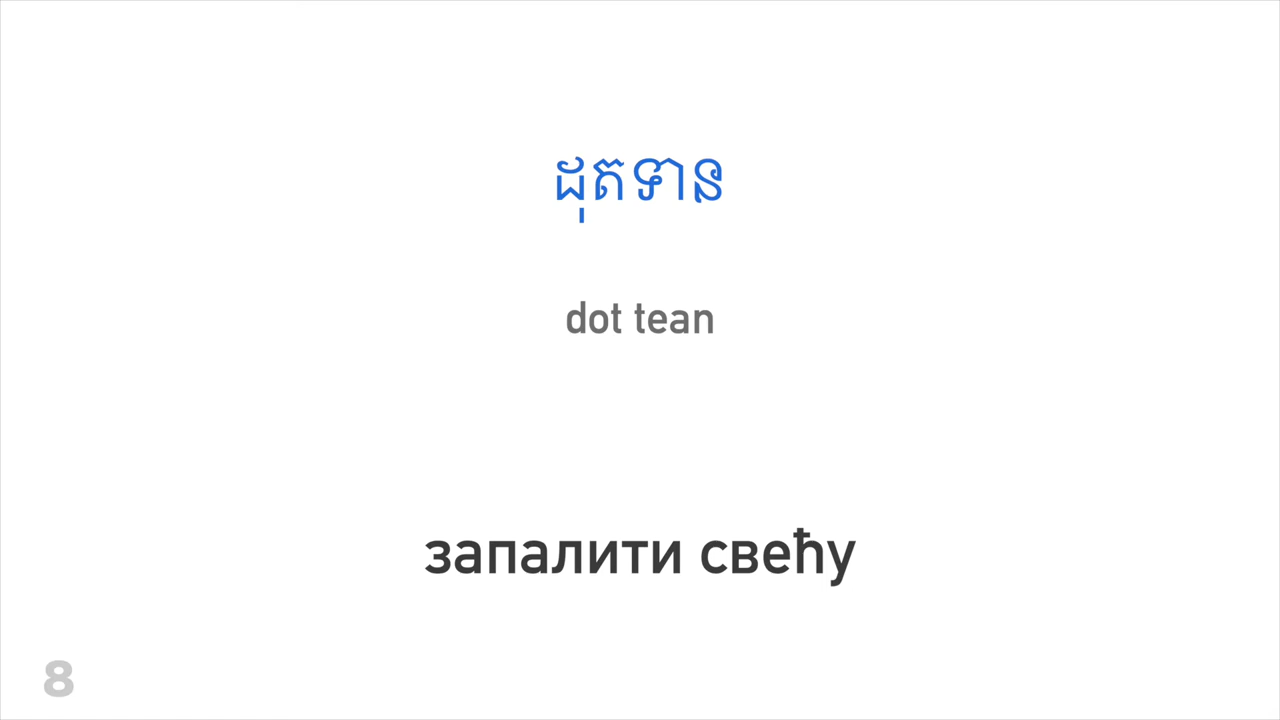 ដុតទាន
dot tean
запалити свећу
8